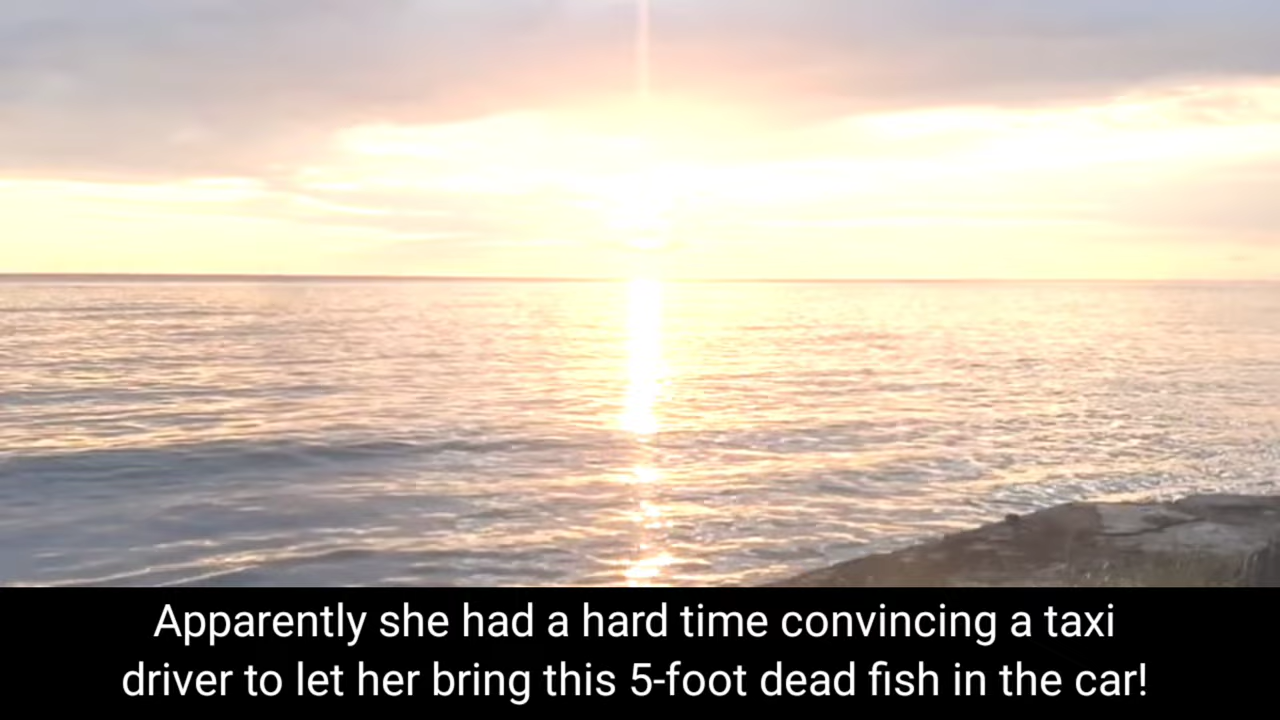 Apparently she had a hard time convincing a taxi
driver to let her bring this 5-foot dead fish in the car!